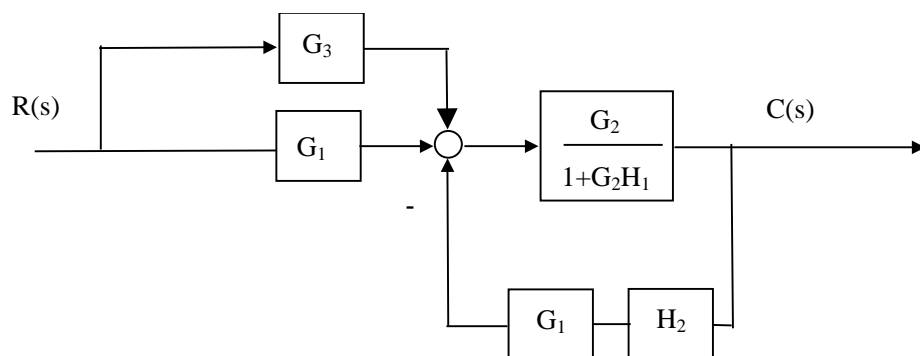 G₃
R(s)
C(s)
G₁
G₂
1+G₂H₁
-
G₁
H₂